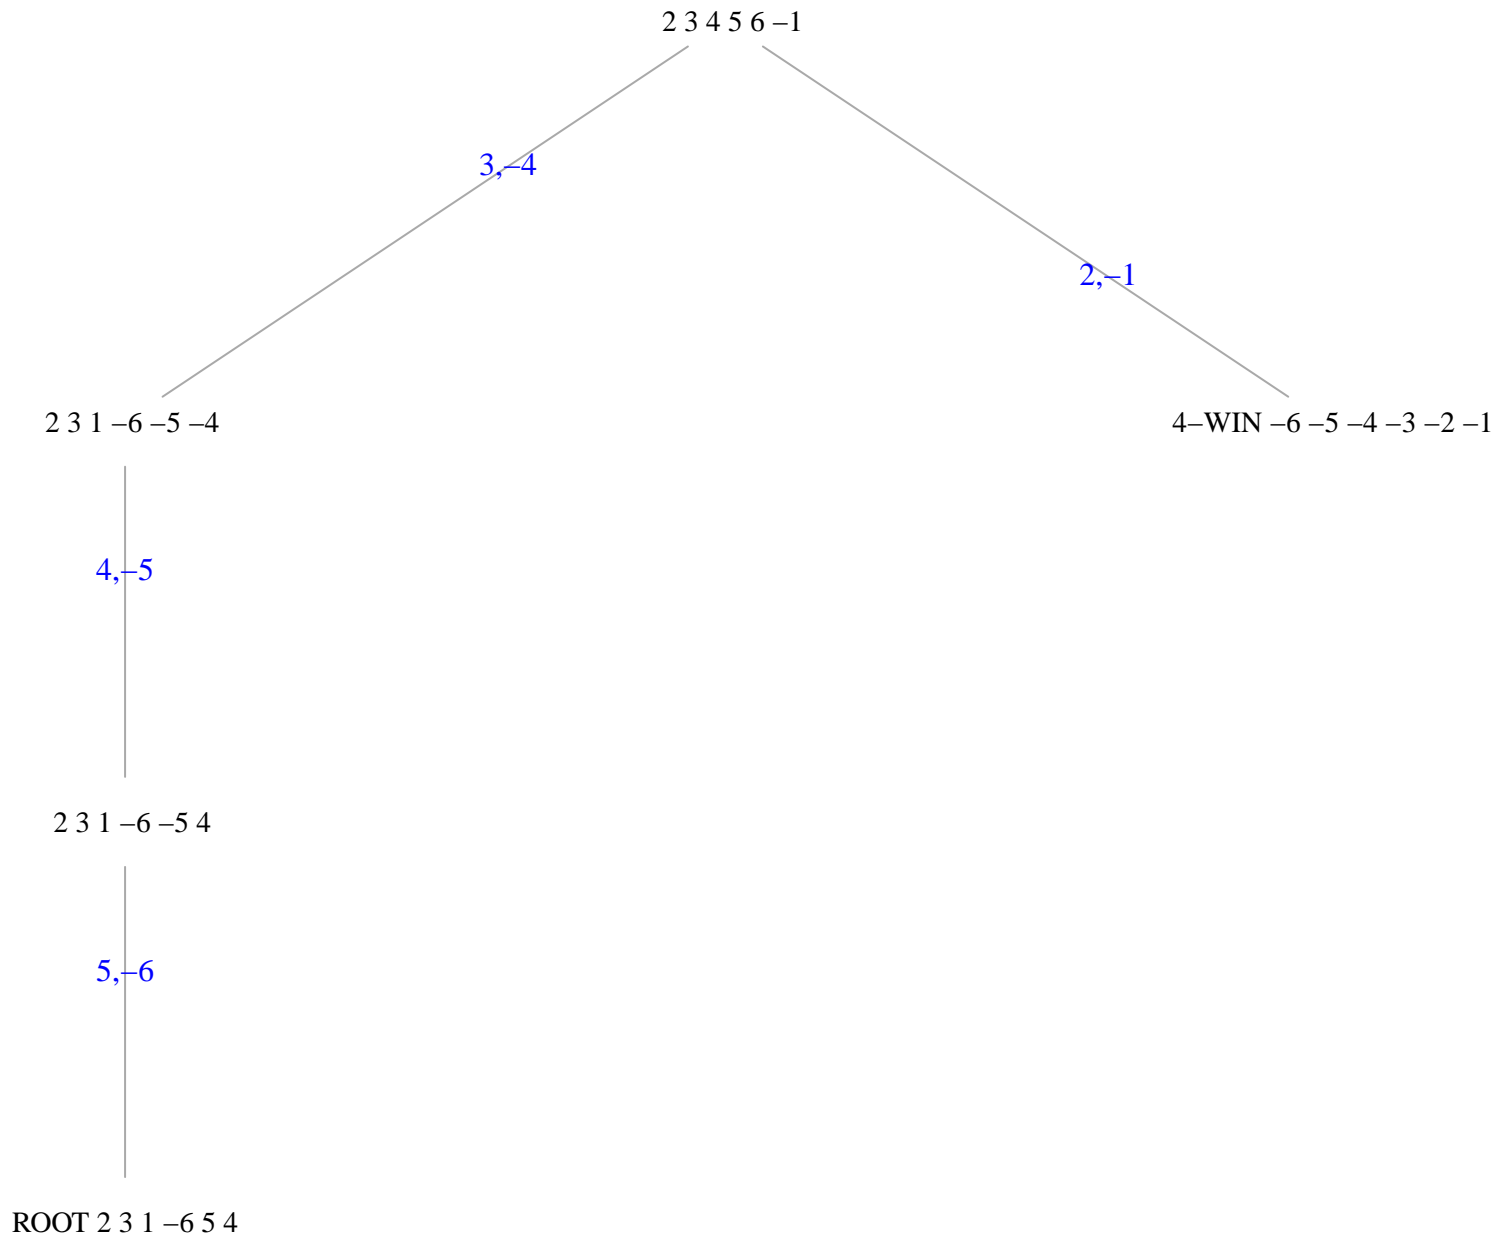 2 3 4 5 6 –1
3,–4
2,–1
2 3 1 –6 –5 –4
4–WIN –6 –5 –4 –3 –2 –1
4,–5
2 3 1 –6 –5 4
5,–6
ROOT 2 3 1 –6 5 4